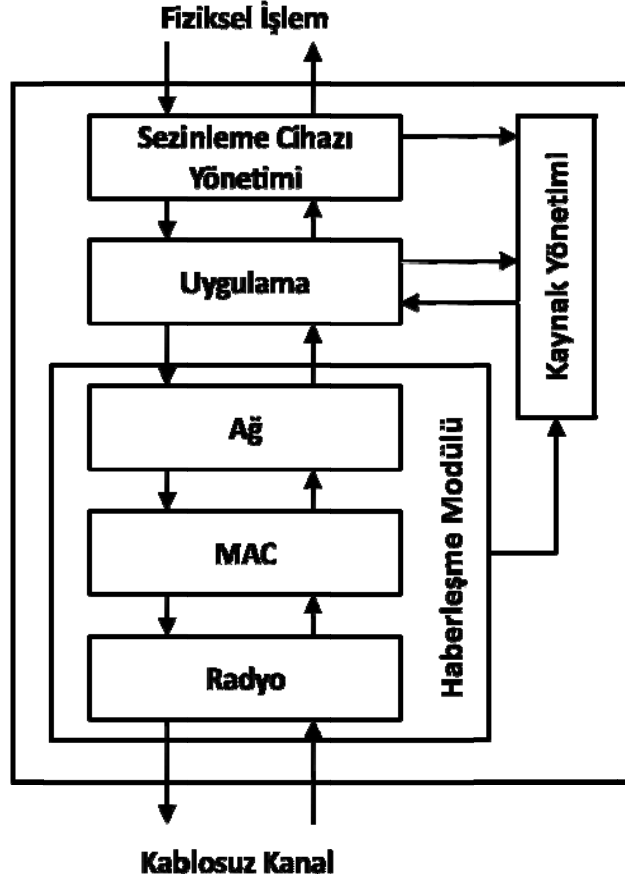 Fiziksel İşlem
Sezinleme Cihazı
Yönetimi
Uygulama
Kaynak Yönetimi
Ağ
MAC
Radyo
Haberleşme Modülü
Kablosuz Kanal